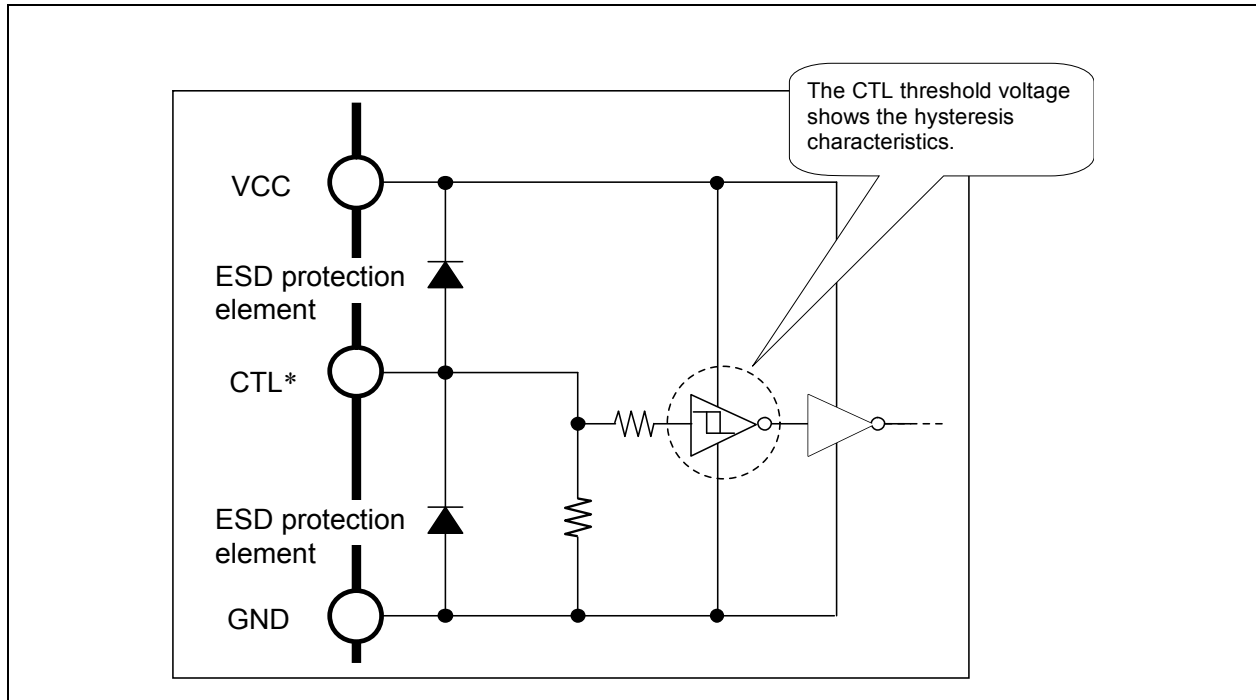 The CTL threshold voltage
shows the hysteresis
characteristics.
VCC
ESD protection
element
CTL*
ESD protection
element
GND